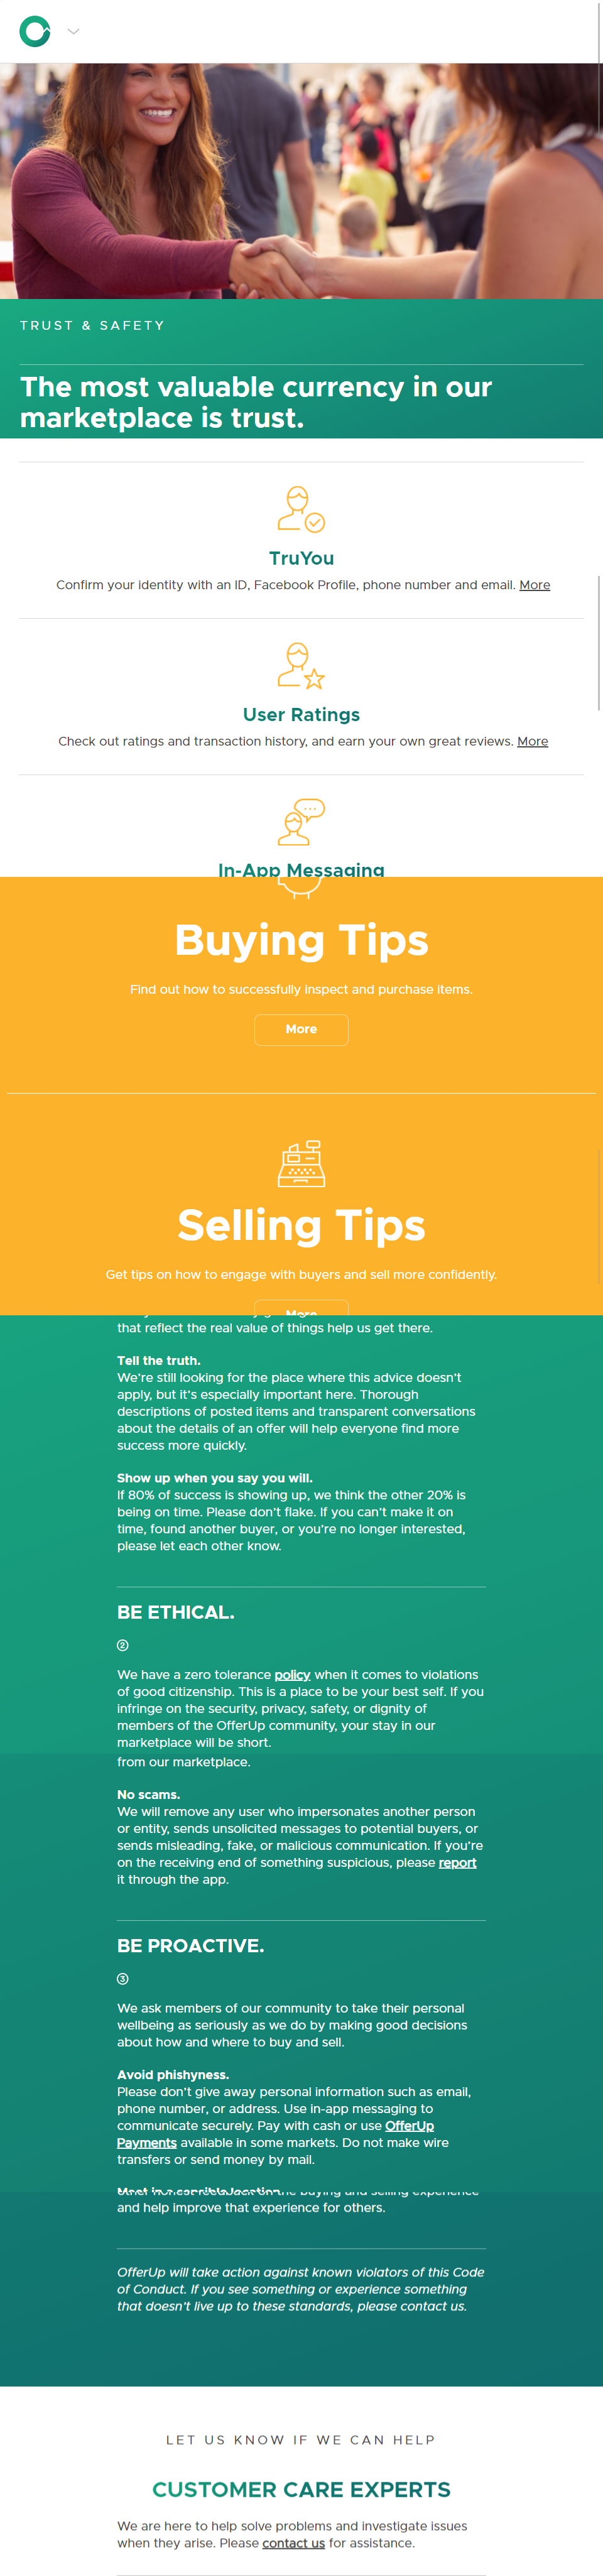 TRUST & SAFETY
The most valuable currency in our
marketplace is trust.
TruYou
Confirm your identity with an ID, Facebook Profile, phone number and email. More
User Ratings
Check out ratings and transaction history, and earn your own great reviews. More
In-App Messaging
Buying Tips
Find out how to successfully inspect and purchase items.
More
Selling Tips
Get tips on how to engage with buyers and sell more confidently.
More
that reflect the real value of things help us get there.
Tell the truth.
We’re still looking for the place where this advice doesn’t
apply, but it’s especially important here. Thorough
descriptions of posted items and transparent conversations
about the details of an offer will help everyone find more
success more quickly.
Show up when you say you will.
If 80% of success is showing up, we think the other 20% is
being on time. Please don’t flake. If you can’t make it on
time, found another buyer, or you’re no longer interested,
please let each other know.
BE ETHICAL.
2
We have a zero tolerance policy when it comes to violations
of good citizenship. This is a place to be your best self. If you
infringe on the security, privacy, safety, or dignity of
members of the OfferUp community, your stay in our
marketplace will be short.
from our marketplace.
No scams.
We will remove any user who impersonates another person
or entity, sends unsolicited messages to potential buyers, or
sends misleading, fake, or malicious communication. If you’re
on the receiving end of something suspicious, please report
it through the app.
BE PROACTIVE.
3
We ask members of our community to take their personal
wellbeing as seriously as we do by making good decisions
about how and where to buy and sell.
Avoid phishyness.
Please don’t give away personal information such as email,
phone number, or address. Use in-app messaging to
communicate securely. Pay with cash or use OfferUp
Payments available in some markets. Do not make wire
transfers or send money by mail.
the buying and selling experience
and help improve that experience for others.
OfferUp will take action against known violators of this Code
of Conduct. If you see something or experience something
that doesn’t live up to these standards, please contact us.
LET US KNOW IF WE CAN HELP
CUSTOMER CARE EXPERTS
We are here to help solve problems and investigate issues
when they arise. Please contact us for assistance.